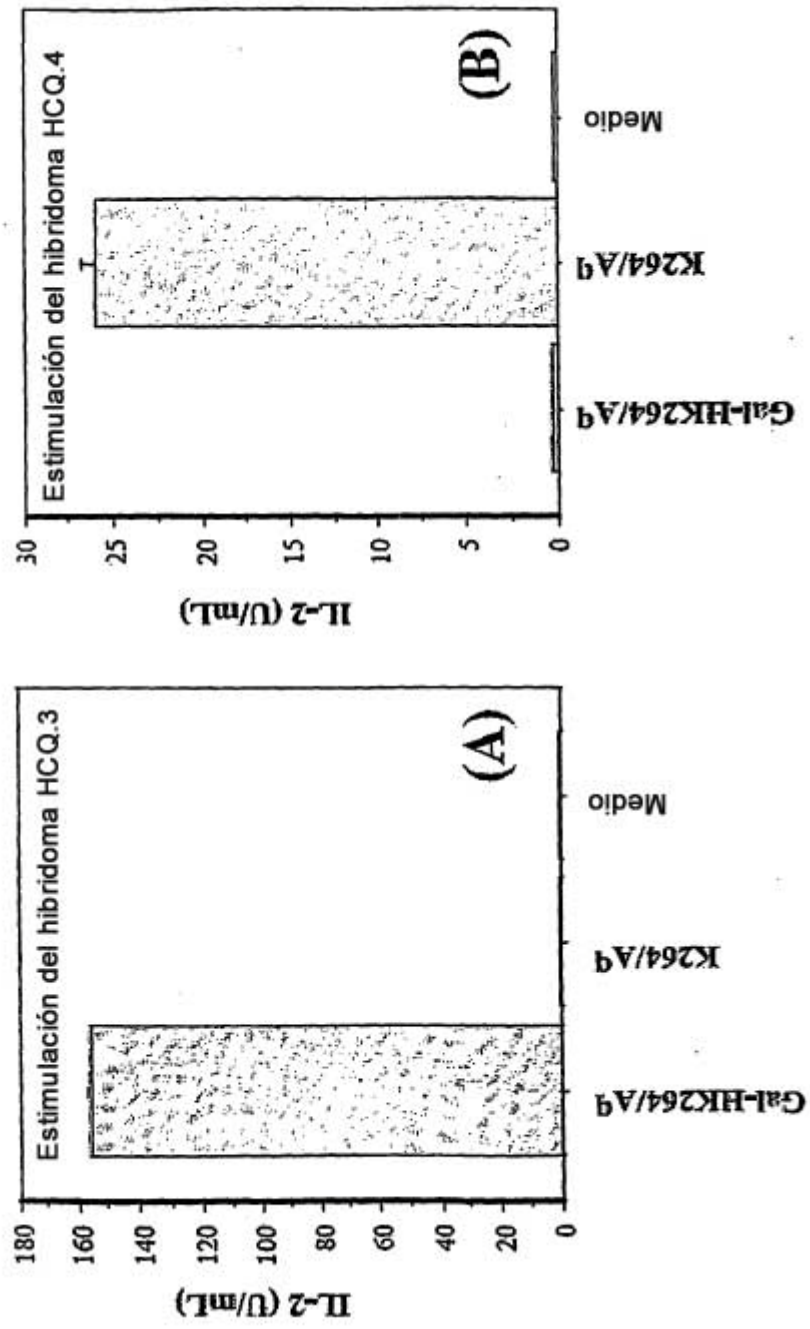 Estimulación del hibridoma HCQ.3
180
160
140
120
100
80
60
40
20
0
IL-2 (U/mL)
Gal-HK264/Aq
K264/Aq
Medio
(A)
Estimulación del hibridoma HCQ.4
30
25
20
15
10
5
0
IL-2 (U/mL)
Gal-HK264/Aq
K264/Aq
Medio
(B)